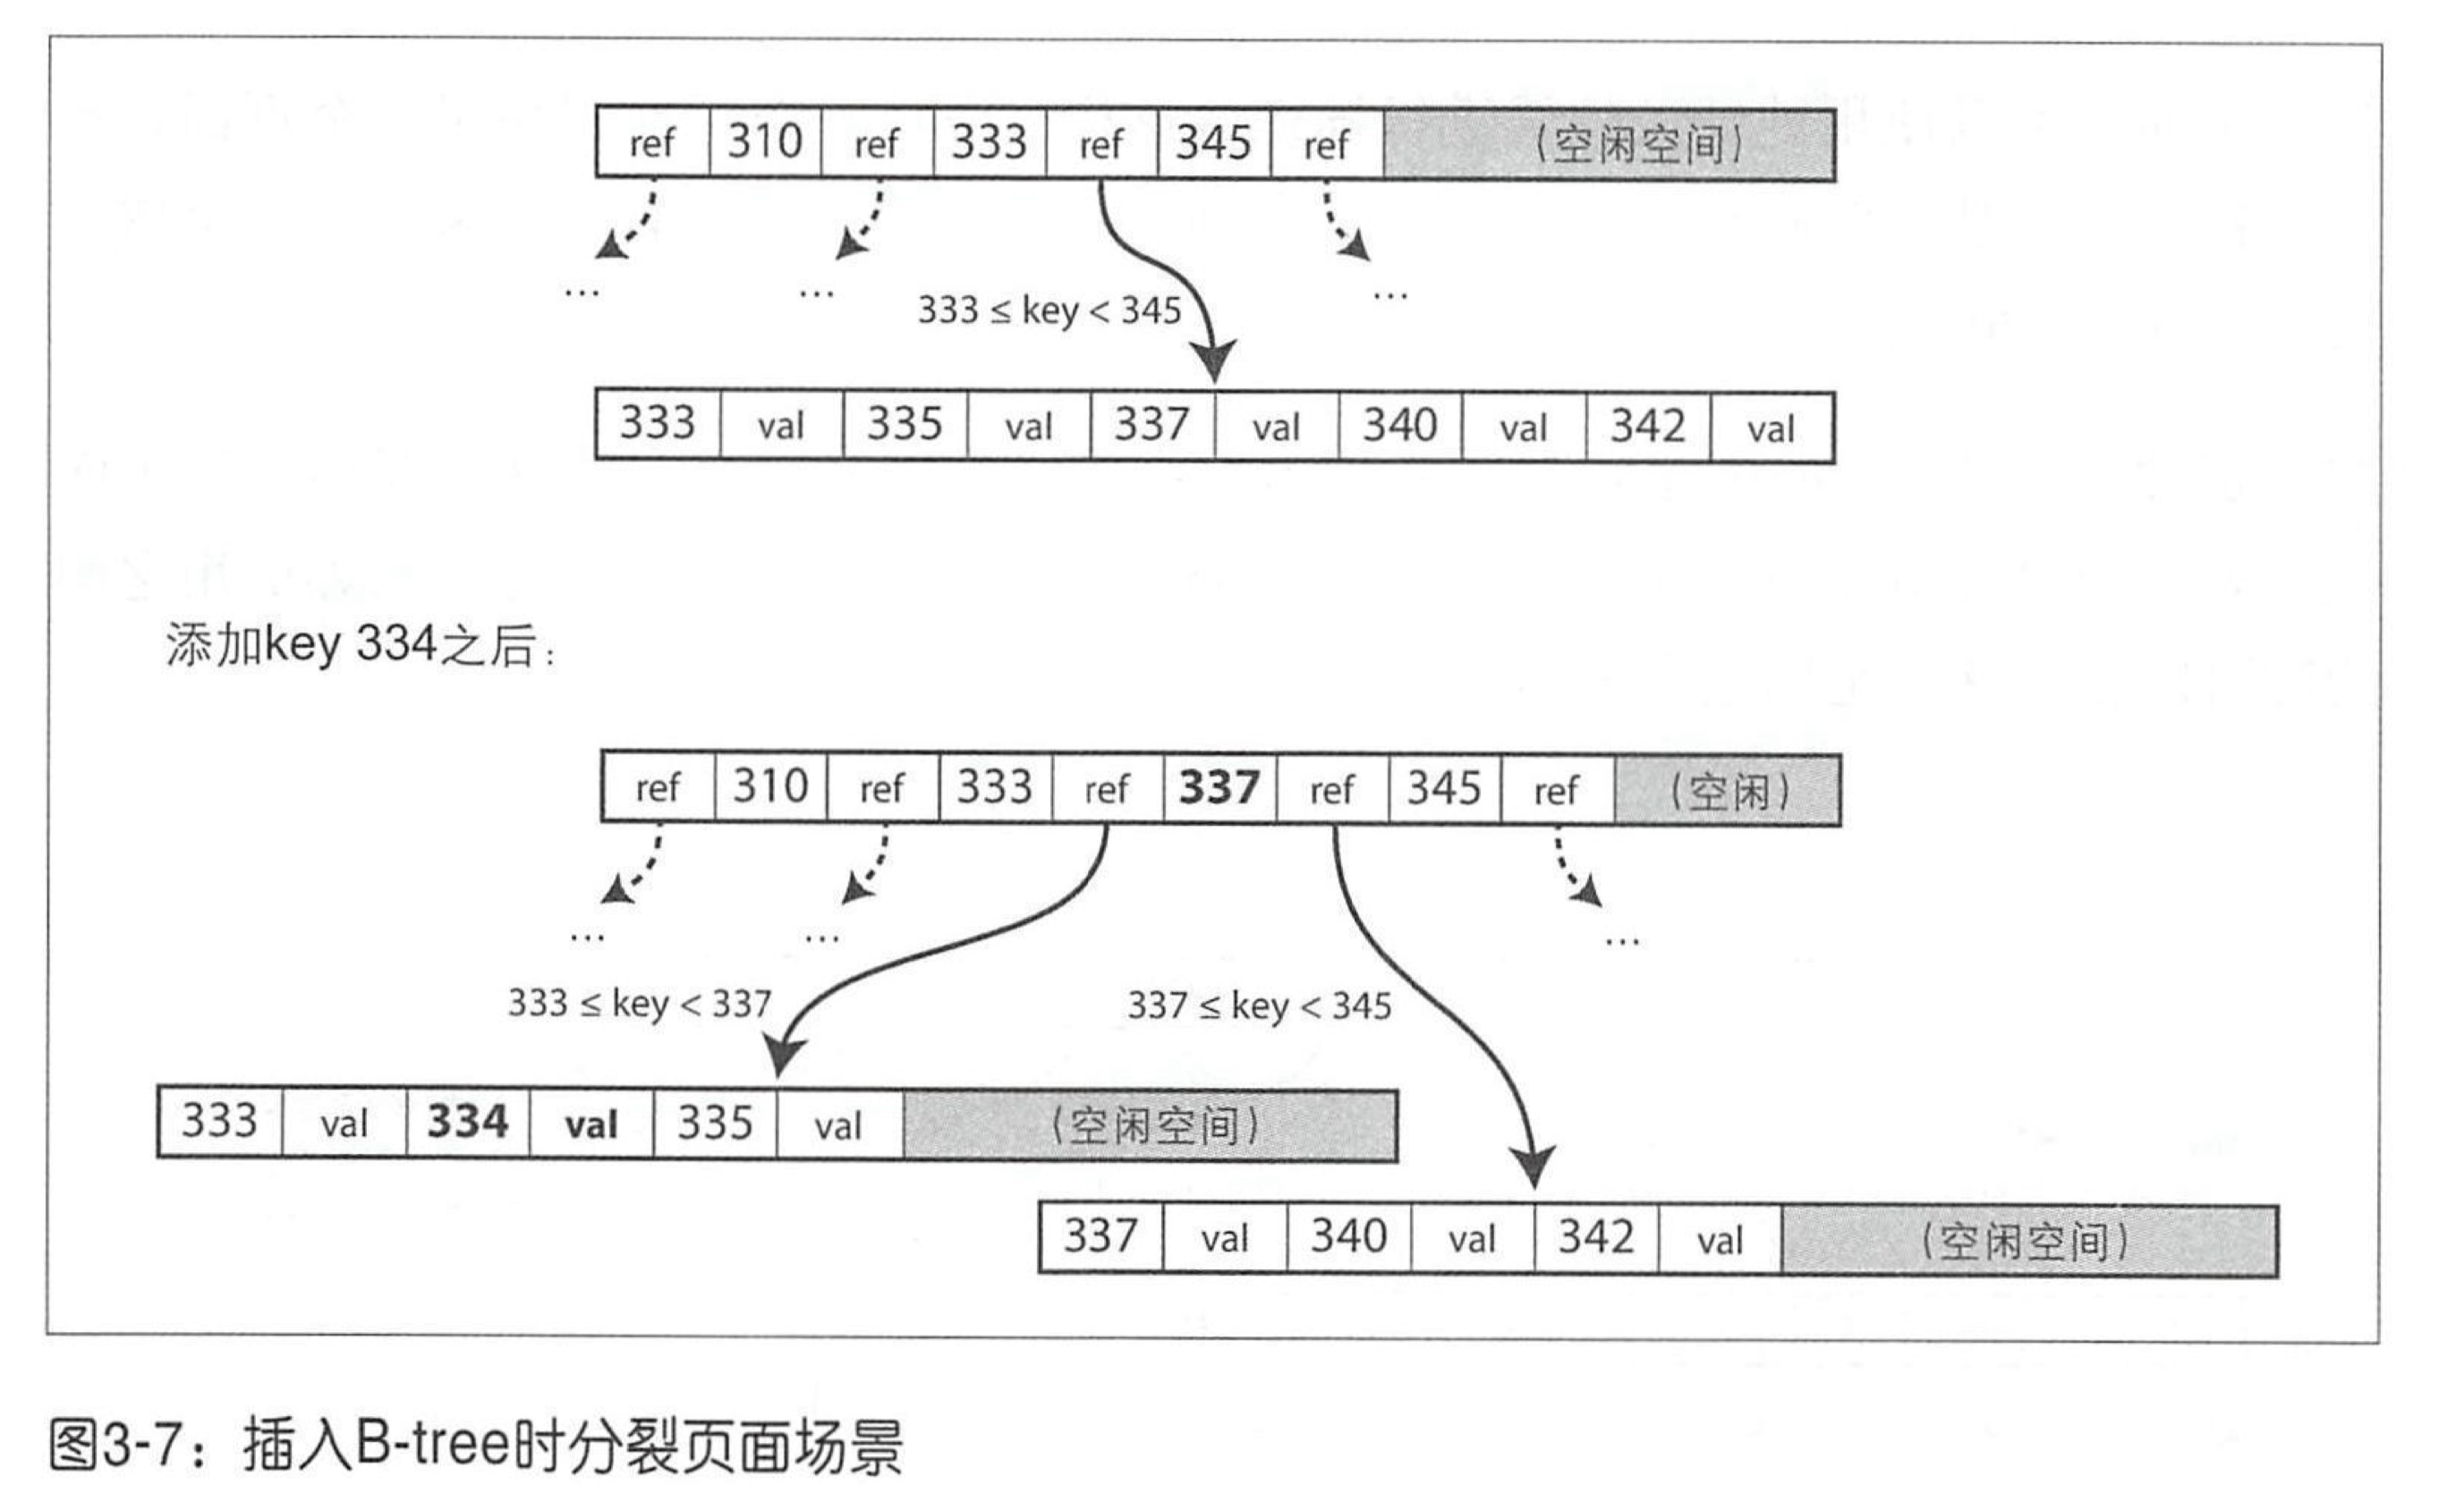 ref 310 ref 333 ref 345 ref (空闲空间)
... ... ...
333 ≤ key < 345
333 val 335 val 337 val 340 val 342 val
添加key 334之后：
ref 310 ref 333 ref 337 ref 345 ref (空闲)
... ... ...
333 ≤ key < 337 337 ≤ key < 345
333 val 334 val 335 val (空闲空间)
337 val 340 val 342 val (空闲空间)
图3-7：插入B-tree时分裂页面场景